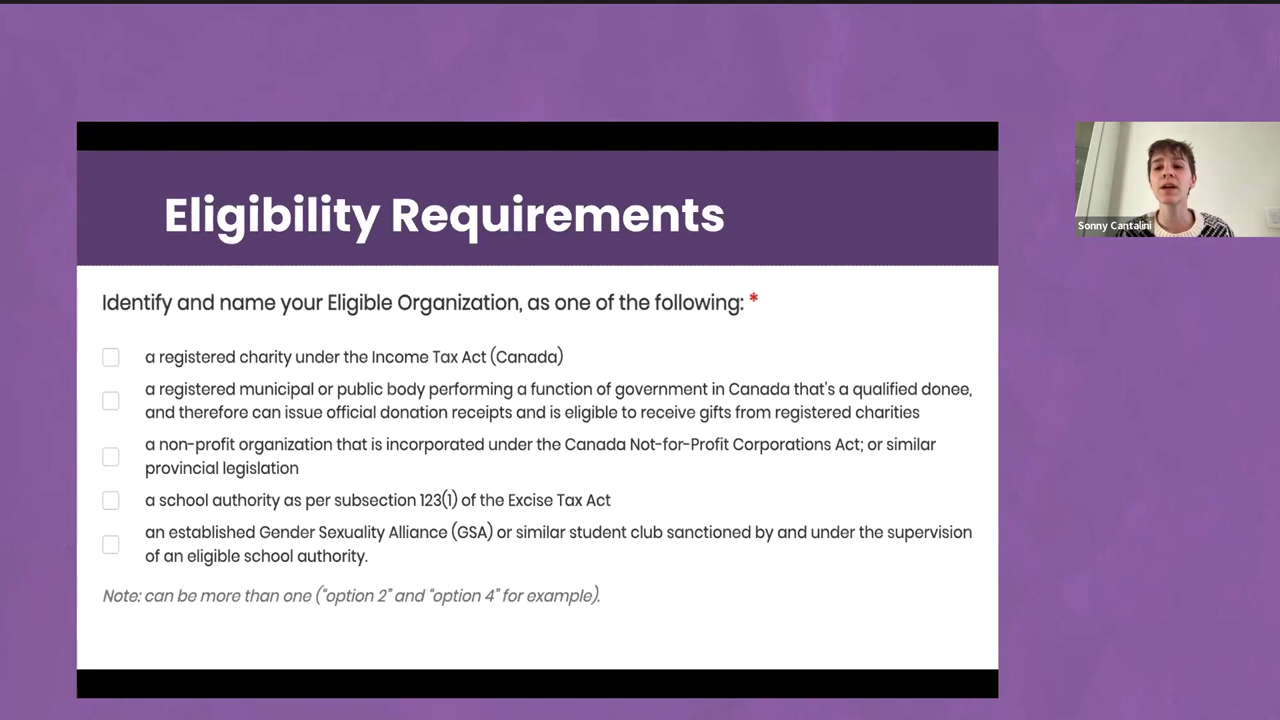 Eligibility Requirements
Identify and name your Eligible Organization, as one of the following: *
a registered charity under the Income Tax Act (Canada)
a registered municipal or public body performing a function of government in Canada that's a qualified donee,
and therefore can issue official donation receipts and is eligible to receive gifts from registered charities
a non-profit organization that is incorporated under the Canada Not-for-Profit Corporations Act; or similar
provincial legislation
a school authority as per subsection 123(1) of the Excise Tax Act
an established Gender Sexuality Alliance (GSA) or similar student club sanctioned by and under the supervision
of an eligible school authority.
Note: can be more than one (“option 2” and “option 4” for example).
Sonny Cantalini